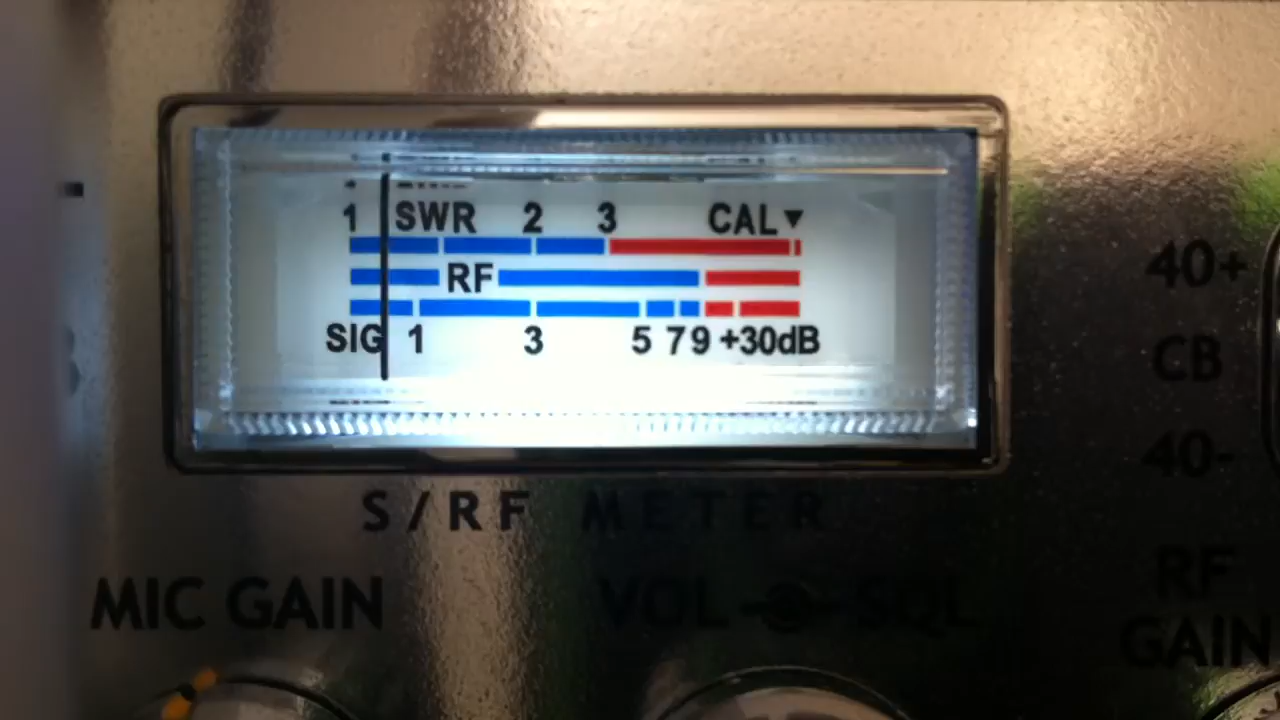 1 SWR 2 3 CAL▼
RF
SIG 1 3 5 7 9 +30dB
40+
CB
40-
S/RF METER
MIC GAIN
VOL SQL
RF
GAIN